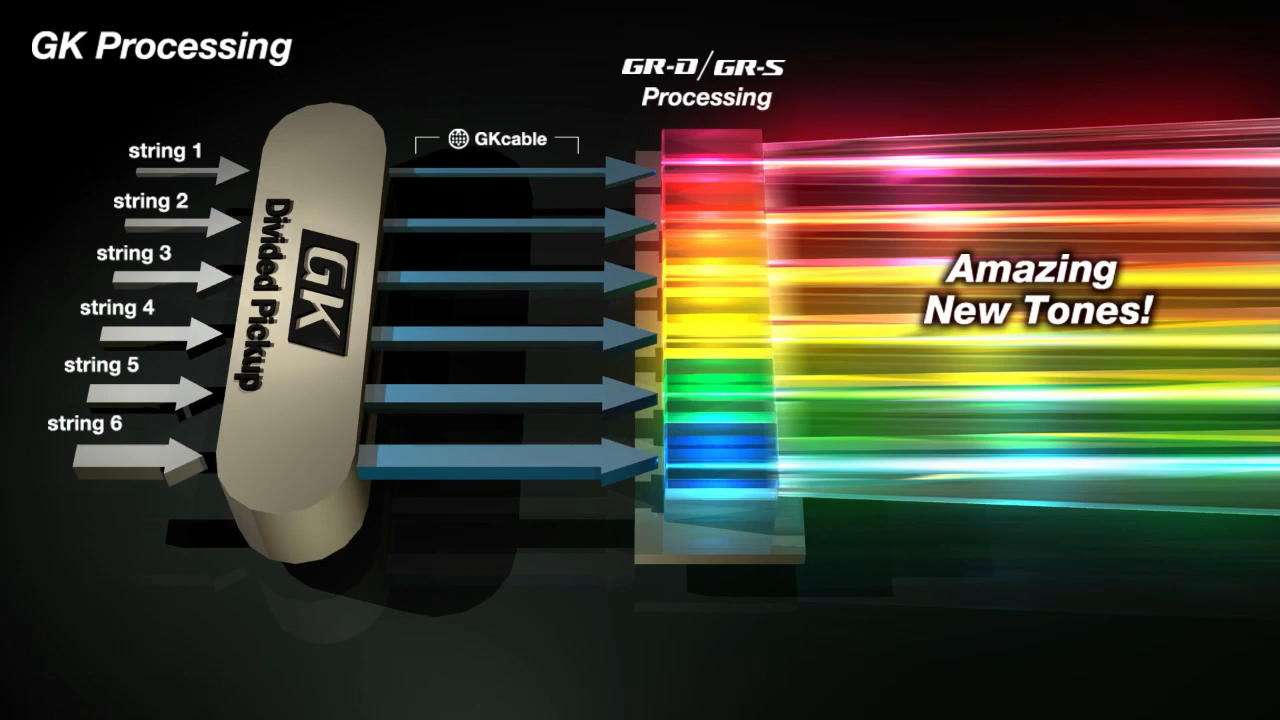 GK Processing
GR-D/GR-S
Processing
GKcable
string 1
string 2
string 3
string 4
string 5
string 6
GK
Divided Pickup
Amazing
New Tones!